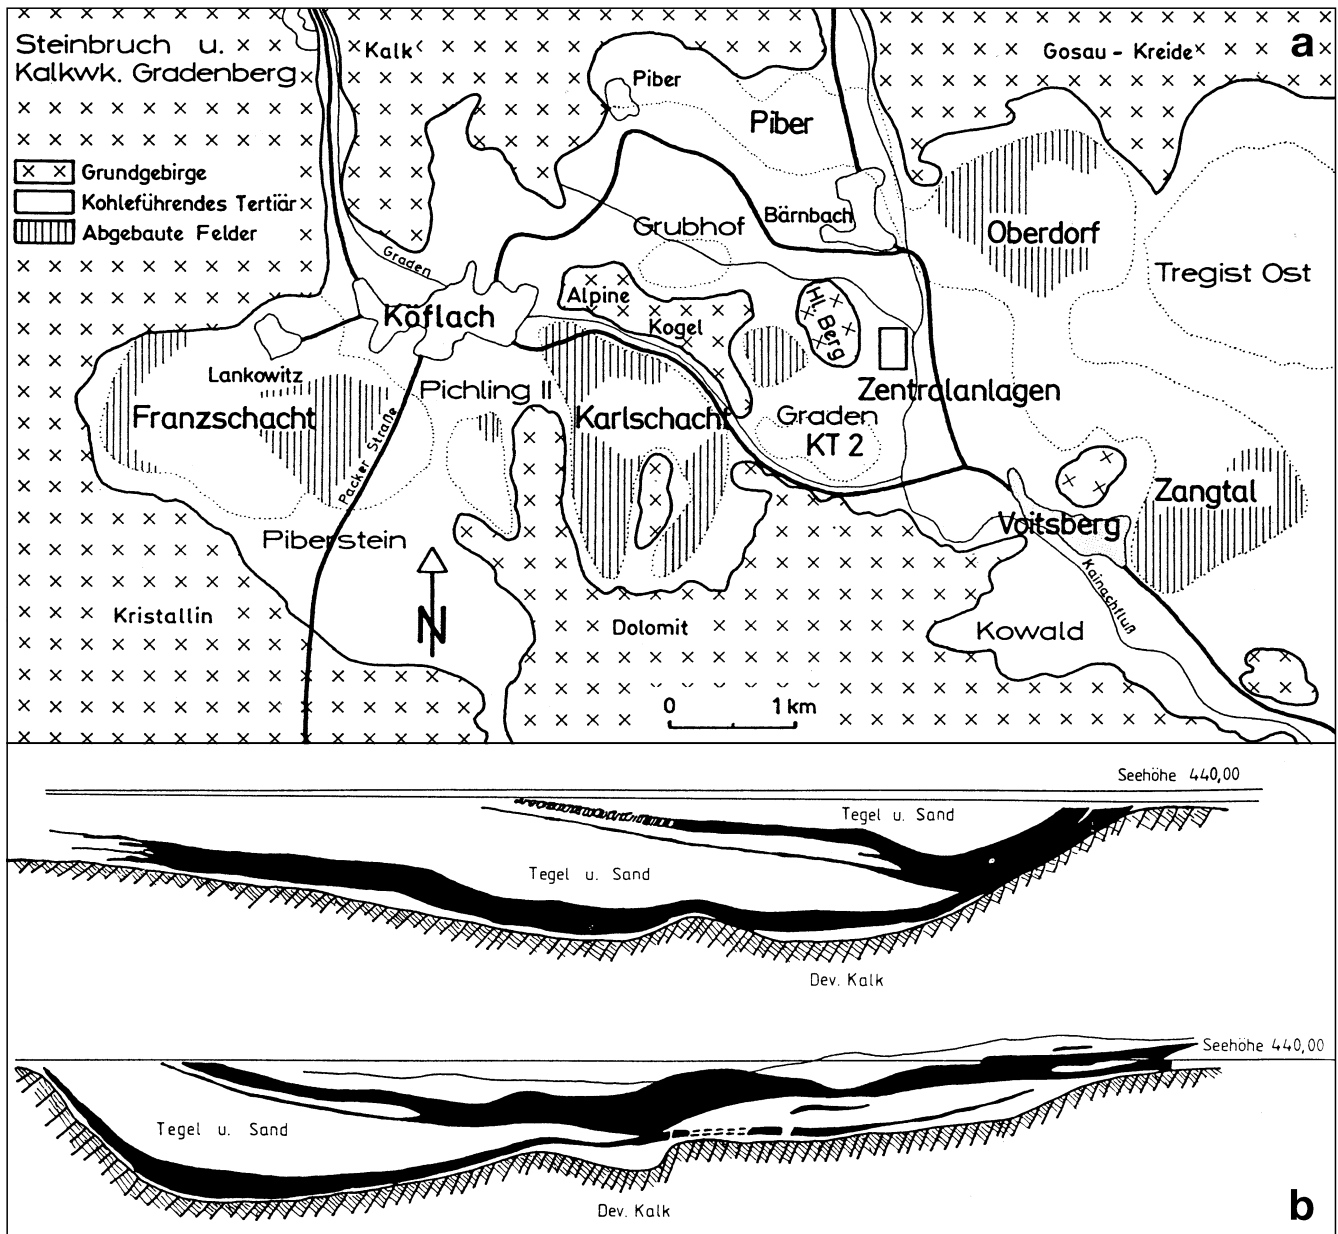 Steinbruch u.
Kalkwk. Gradenberg
Kalk
Gosau - Kreide
a
Piber
Piber
Grundgebirge
Kohleführendes Tertiär
Abgebaute Felder
Grubhof
Bärnbach
Oberdorf
Graden
Tregist Ost
Alpine
Kogel
Hl. Berg
Köflach
Lankowitz
Pichling II
Zentralanlagen
Franzschacht
Karlschacht
Graden
KT 2
Packer Straße
Zangtal
Voitsberg
Piberstein
Kainachfluß
N
Kristallin
Dolomit
Kowald
0 1 km
Seehöhe 440,00
Tegel u. Sand
Tegel u. Sand
Dev. Kalk
Seehöhe 440,00
Tegel u. Sand
Dev. Kalk
b